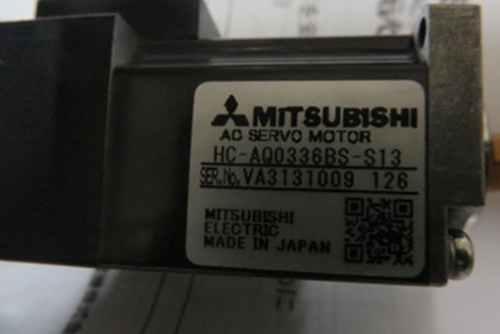 MITSUBISHI
AC SERVO MOTOR
HC-AQ0336BS-S13
SER.No. VA3131009 126
MITSUBISHI
ELECTRIC
MADE IN JAPAN